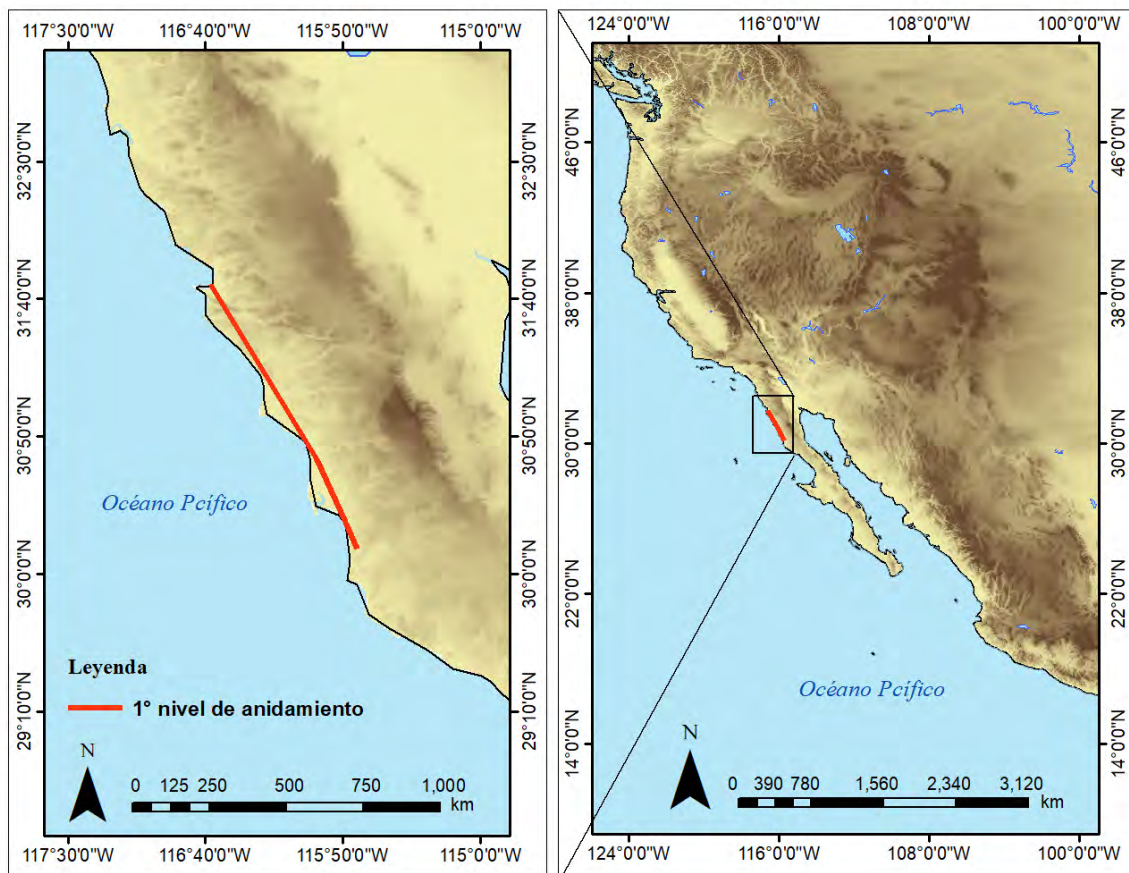 117°30'0"W 116°40'0"W 115°50'0"W 115°0'0"W
32°30'0"N 32°30'0"N
31°40'0"N 31°40'0"N
30°50'0"N 30°50'0"N
Océano Pcífico
30°0'0"N 30°0'0"N
Leyenda
1° nivel de anidamiento
29°10'0"N 29°10'0"N
N
0 125 250 500 750 1,000
km
117°30'0"W 116°40'0"W 115°50'0"W 115°0'0"W
124°0'0"W 116°0'0"W 108°0'0"W 100°0'0"W
46°0'0"N 46°0'0"N
38°0'0"N 38°0'0"N
30°0'0"N 30°0'0"N
22°0'0"N 22°0'0"N
Océano Pcífico
14°0'0"N 14°0'0"N
N
0 390 780 1,560 2,340 3,120
km
124°0'0"W 116°0'0"W 108°0'0"W 100°0'0"W